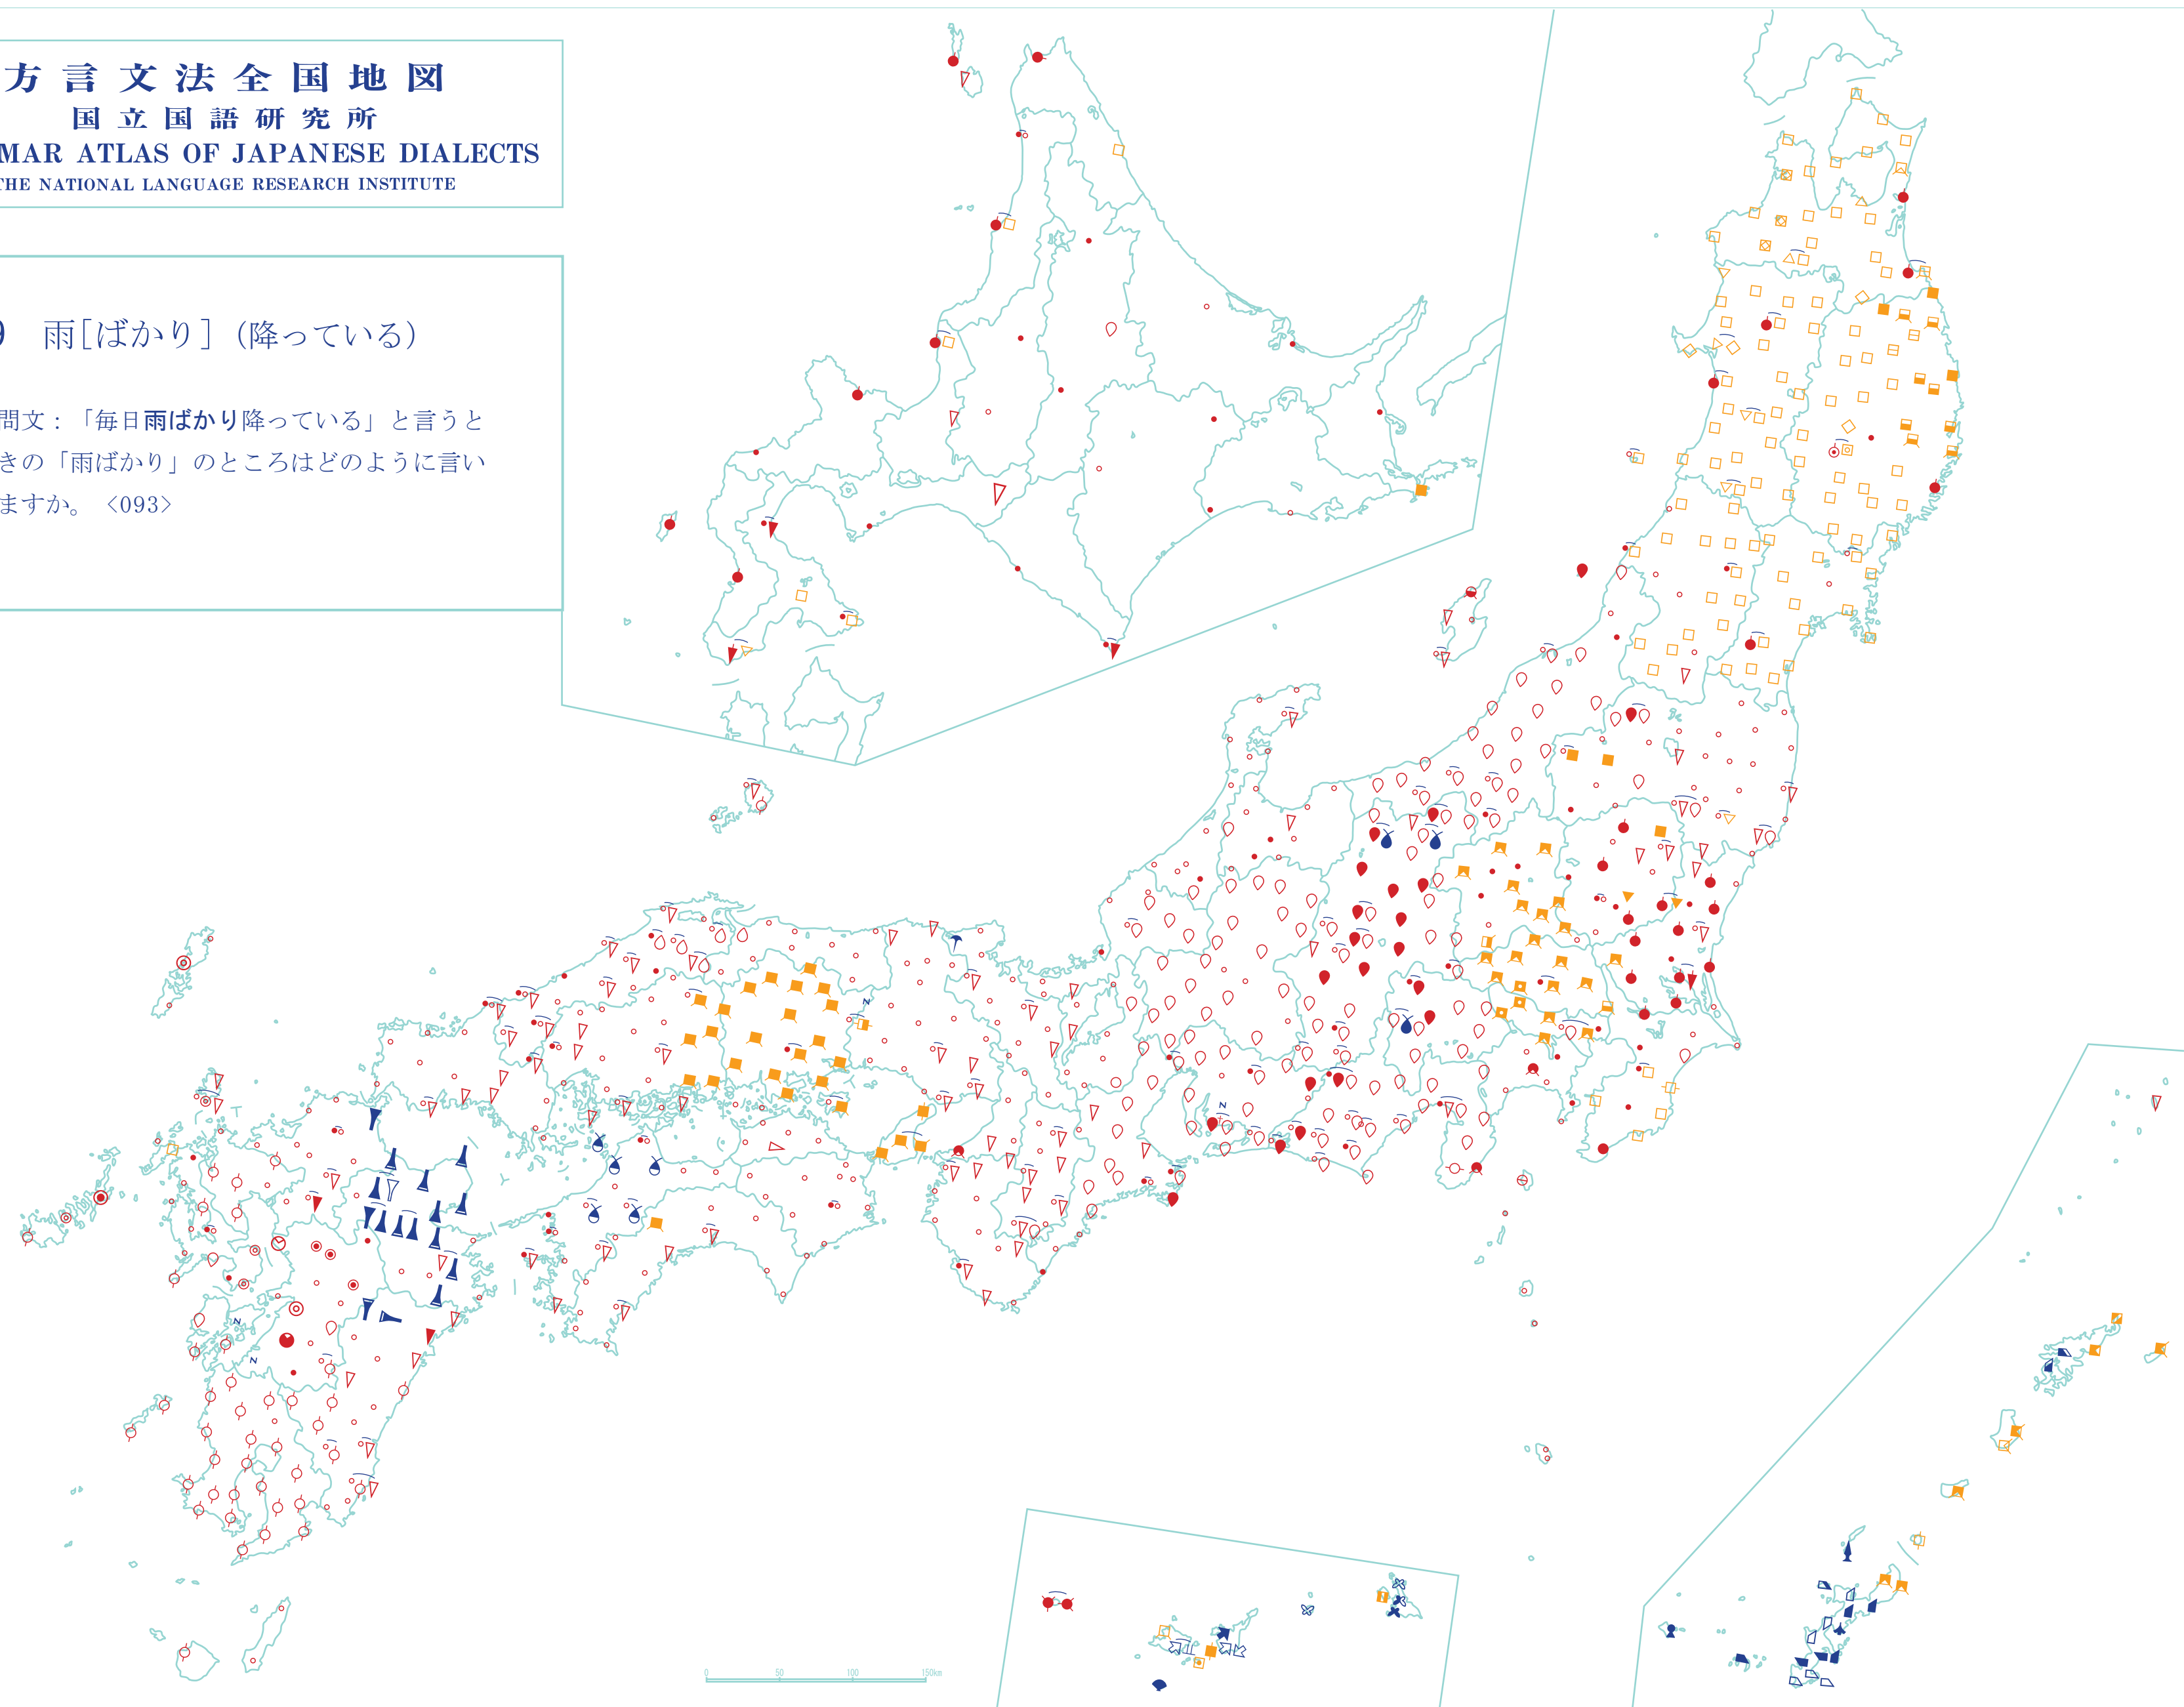 方言文法全国地図
国立国語研究所
MAR ATLAS OF JAPANESE DIALECTS
THE NATIONAL LANGUAGE RESEARCH INSTITUTE
9 雨[ばかり](降っている)
問文:「毎日雨ばかり降っている」と言うと
きの「雨ばかり」のところはどのように言い
ますか。 〈093〉
N
N
N
N
0 50 100 150km